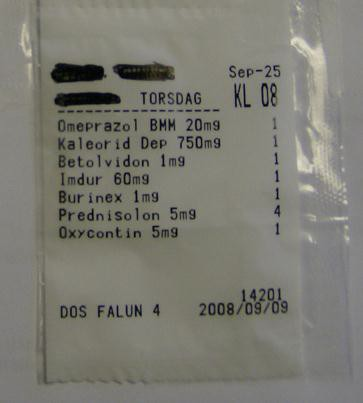 Sep-25
TORSDAG KL 08
Omeprazol BMM 20mg 1
Kaleorid Dep 750mg 1
Betolvidon 1mg 1
Imdur 60mg 1
Burinex 1mg 1
Prednisolon 5mg 4
Oxycontin 5mg 1
14201
DOS FALUN 4 2008/09/09